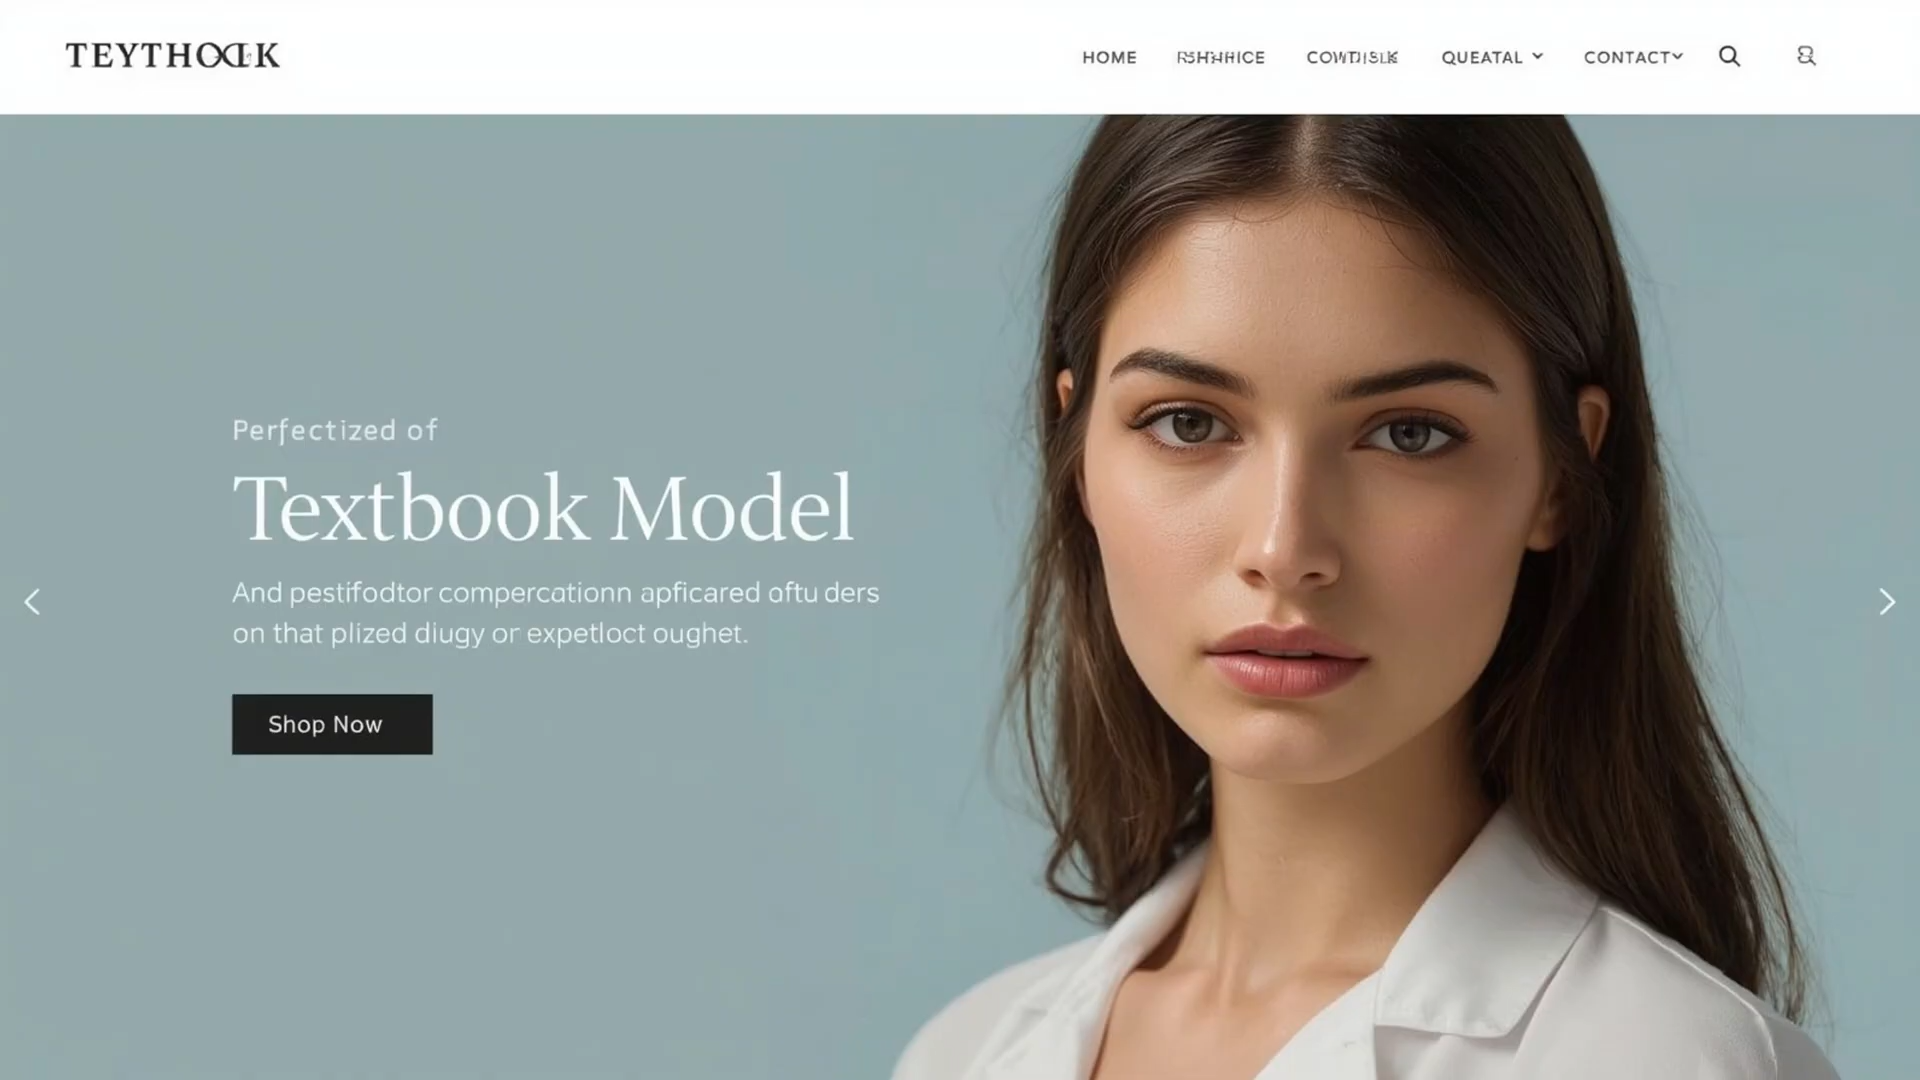 HOME
QUEATAL
CONTACT
Perfectized of
Textbook Model
And pestifodtor compercationn apficared oftu ders
on that plized diugy or expetloct oughet.
Shop Now